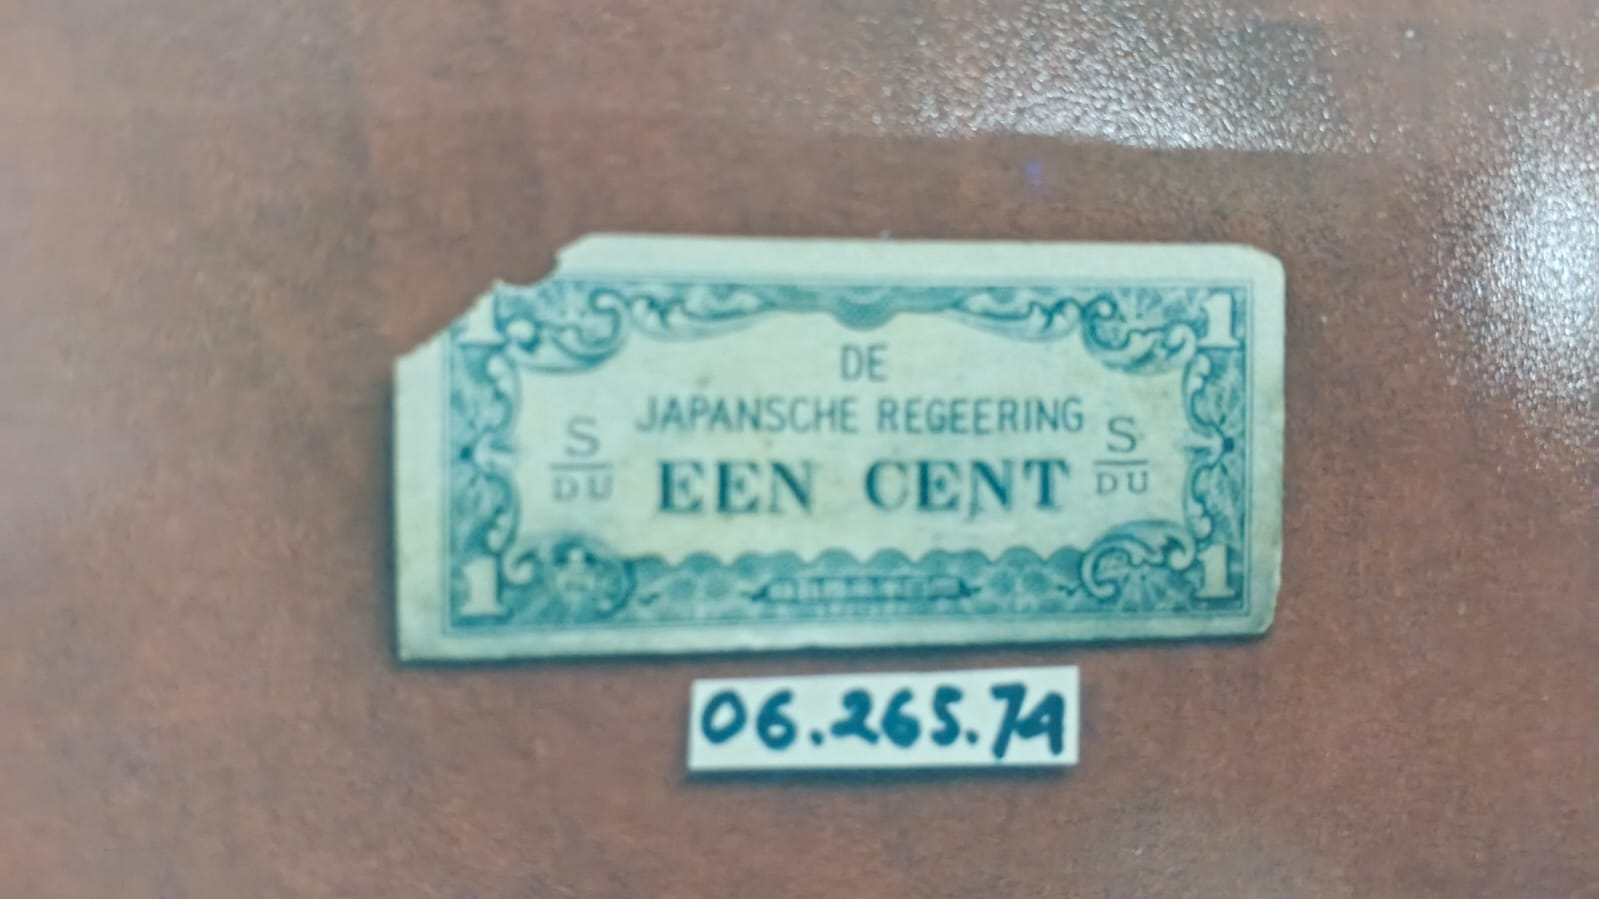 1 1
DE
JAPANSCHE REGEERING
S
DU
EEN CENT
S
DU
1 1
06.265.74